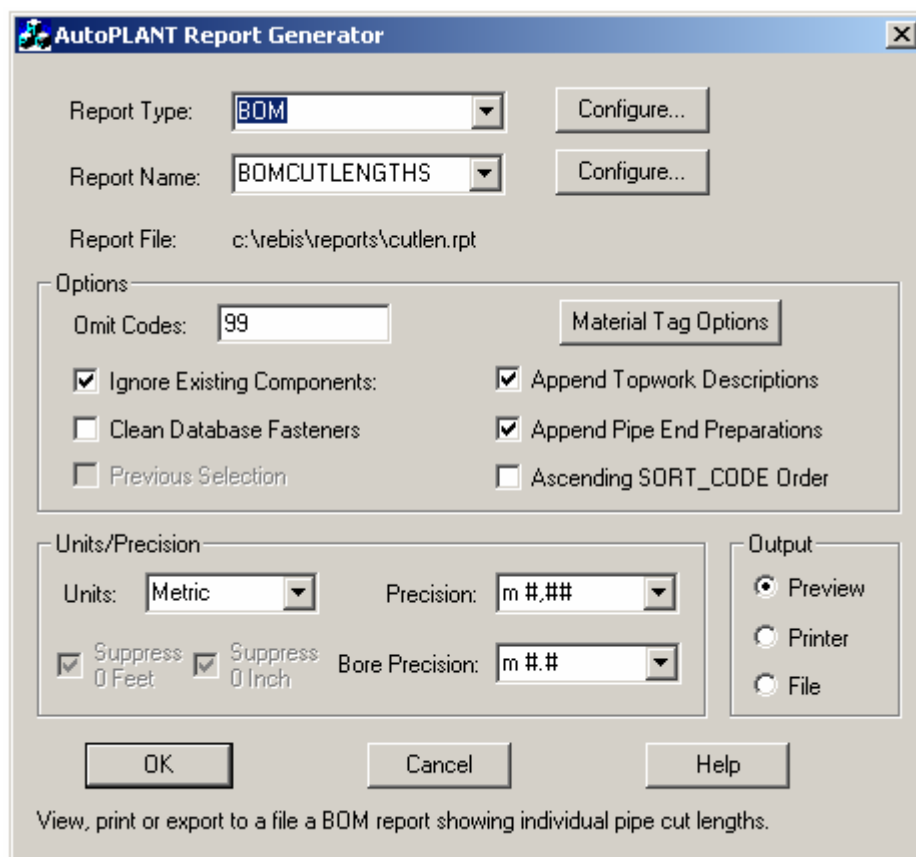 AutoPLANT Report Generator
Report Type: BOM Configure...
Report Name: BOMCUTLENGTHS Configure...
Report File: c:\rebis\reports\cutlen.rpt
Options
Omit Codes: 99 Material Tag Options
Ignore Existing Components: Append Topwork Descriptions
Clean Database Fasteners Append Pipe End Preparations
Previous Selection Ascending SORT_CODE Order
Units/Precision Output
Units: Metric Precision: m #,## Preview
Suppress 0 Feet Suppress 0 Inch Bore Precision: m #.# Printer
File
OK Cancel Help
View, print or export to a file a BOM report showing individual pipe cut lengths.